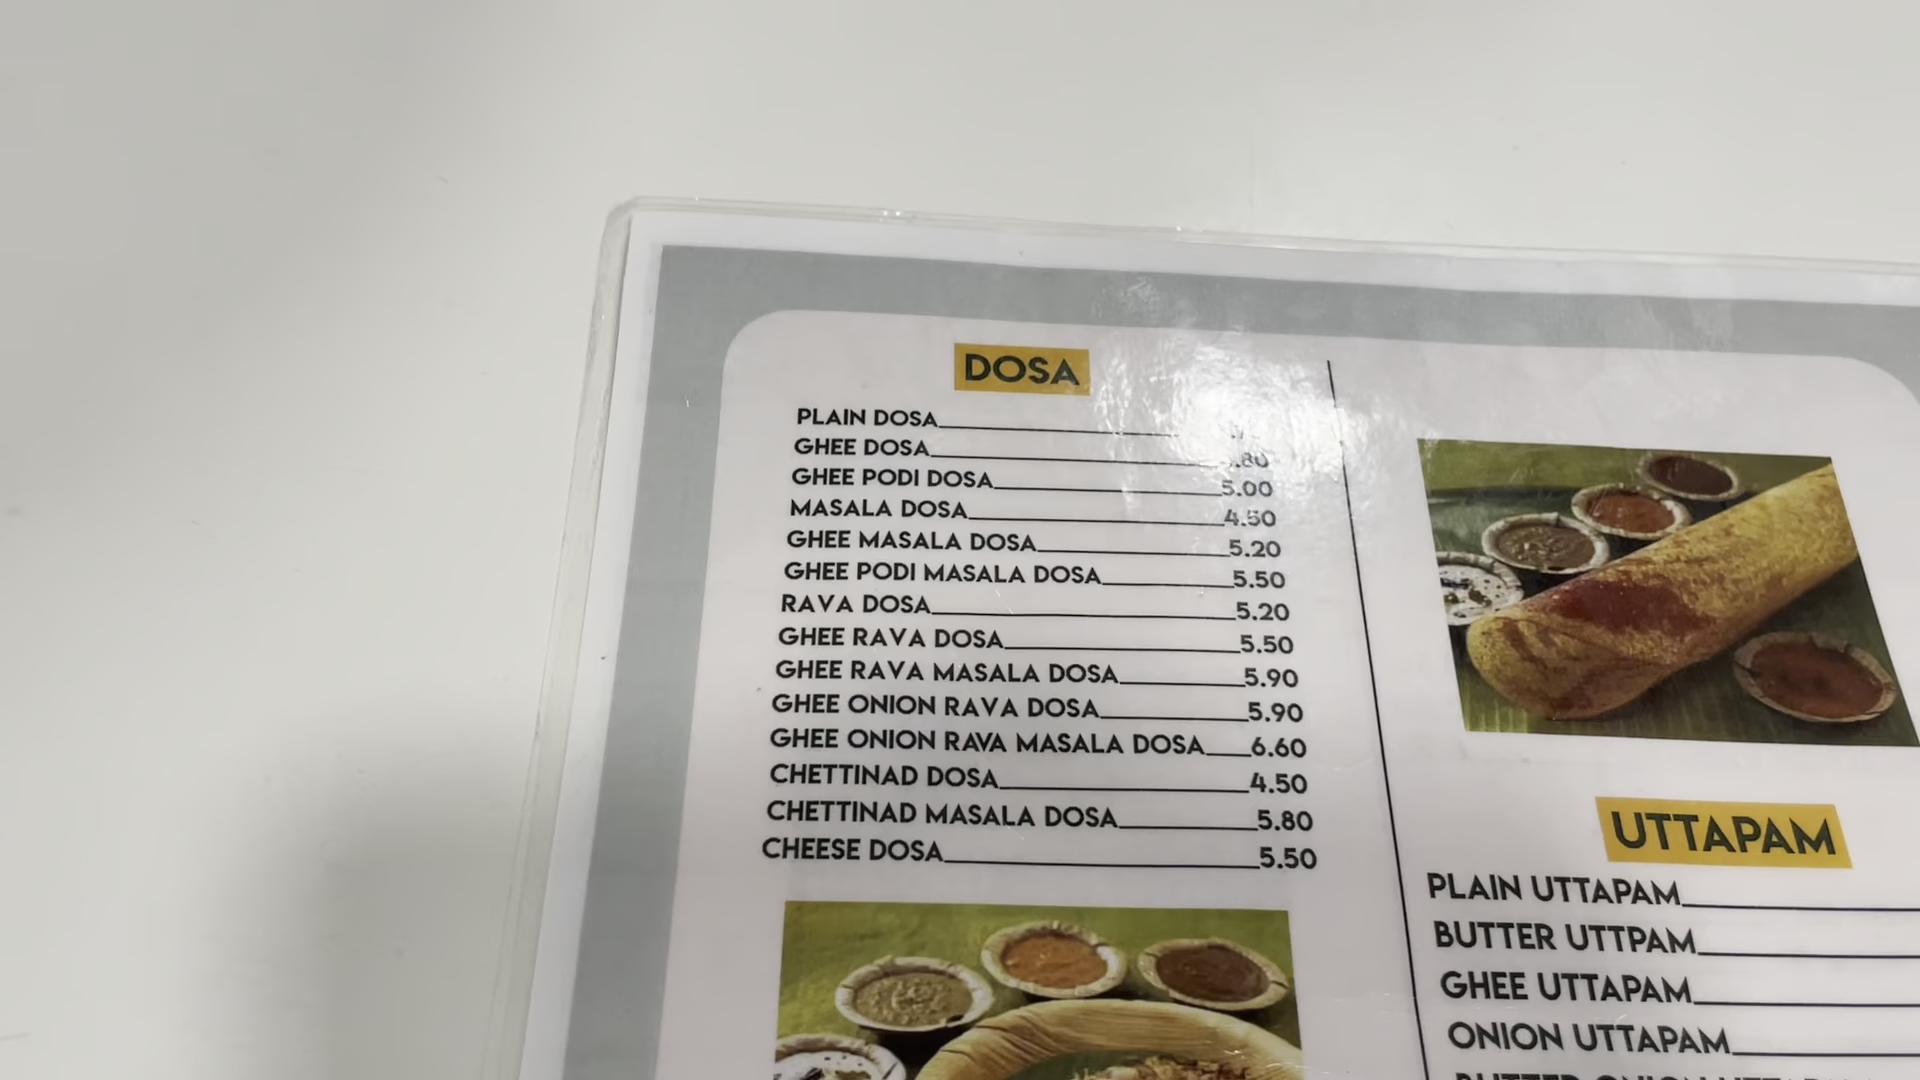 DOSA
PLAIN DOSA
GHEE DOSA
GHEE PODI DOSA 5.00
MASALA DOSA 4.50
GHEE MASALA DOSA 5.20
GHEE PODI MASALA DOSA 5.50
RAVA DOSA 5.20
GHEE RAVA DOSA 5.50
GHEE RAVA MASALA DOSA 5.90
GHEE ONION RAVA DOSA 5.90
GHEE ONION RAVA MASALA DOSA 6.60
CHETTINAD DOSA 4.50
CHETTINAD MASALA DOSA 5.80
CHEESE DOSA 5.50
UTTAPAM
PLAIN UTTAPAM
BUTTER UTTPAM
GHEE UTTAPAM
ONION UTTAPAM